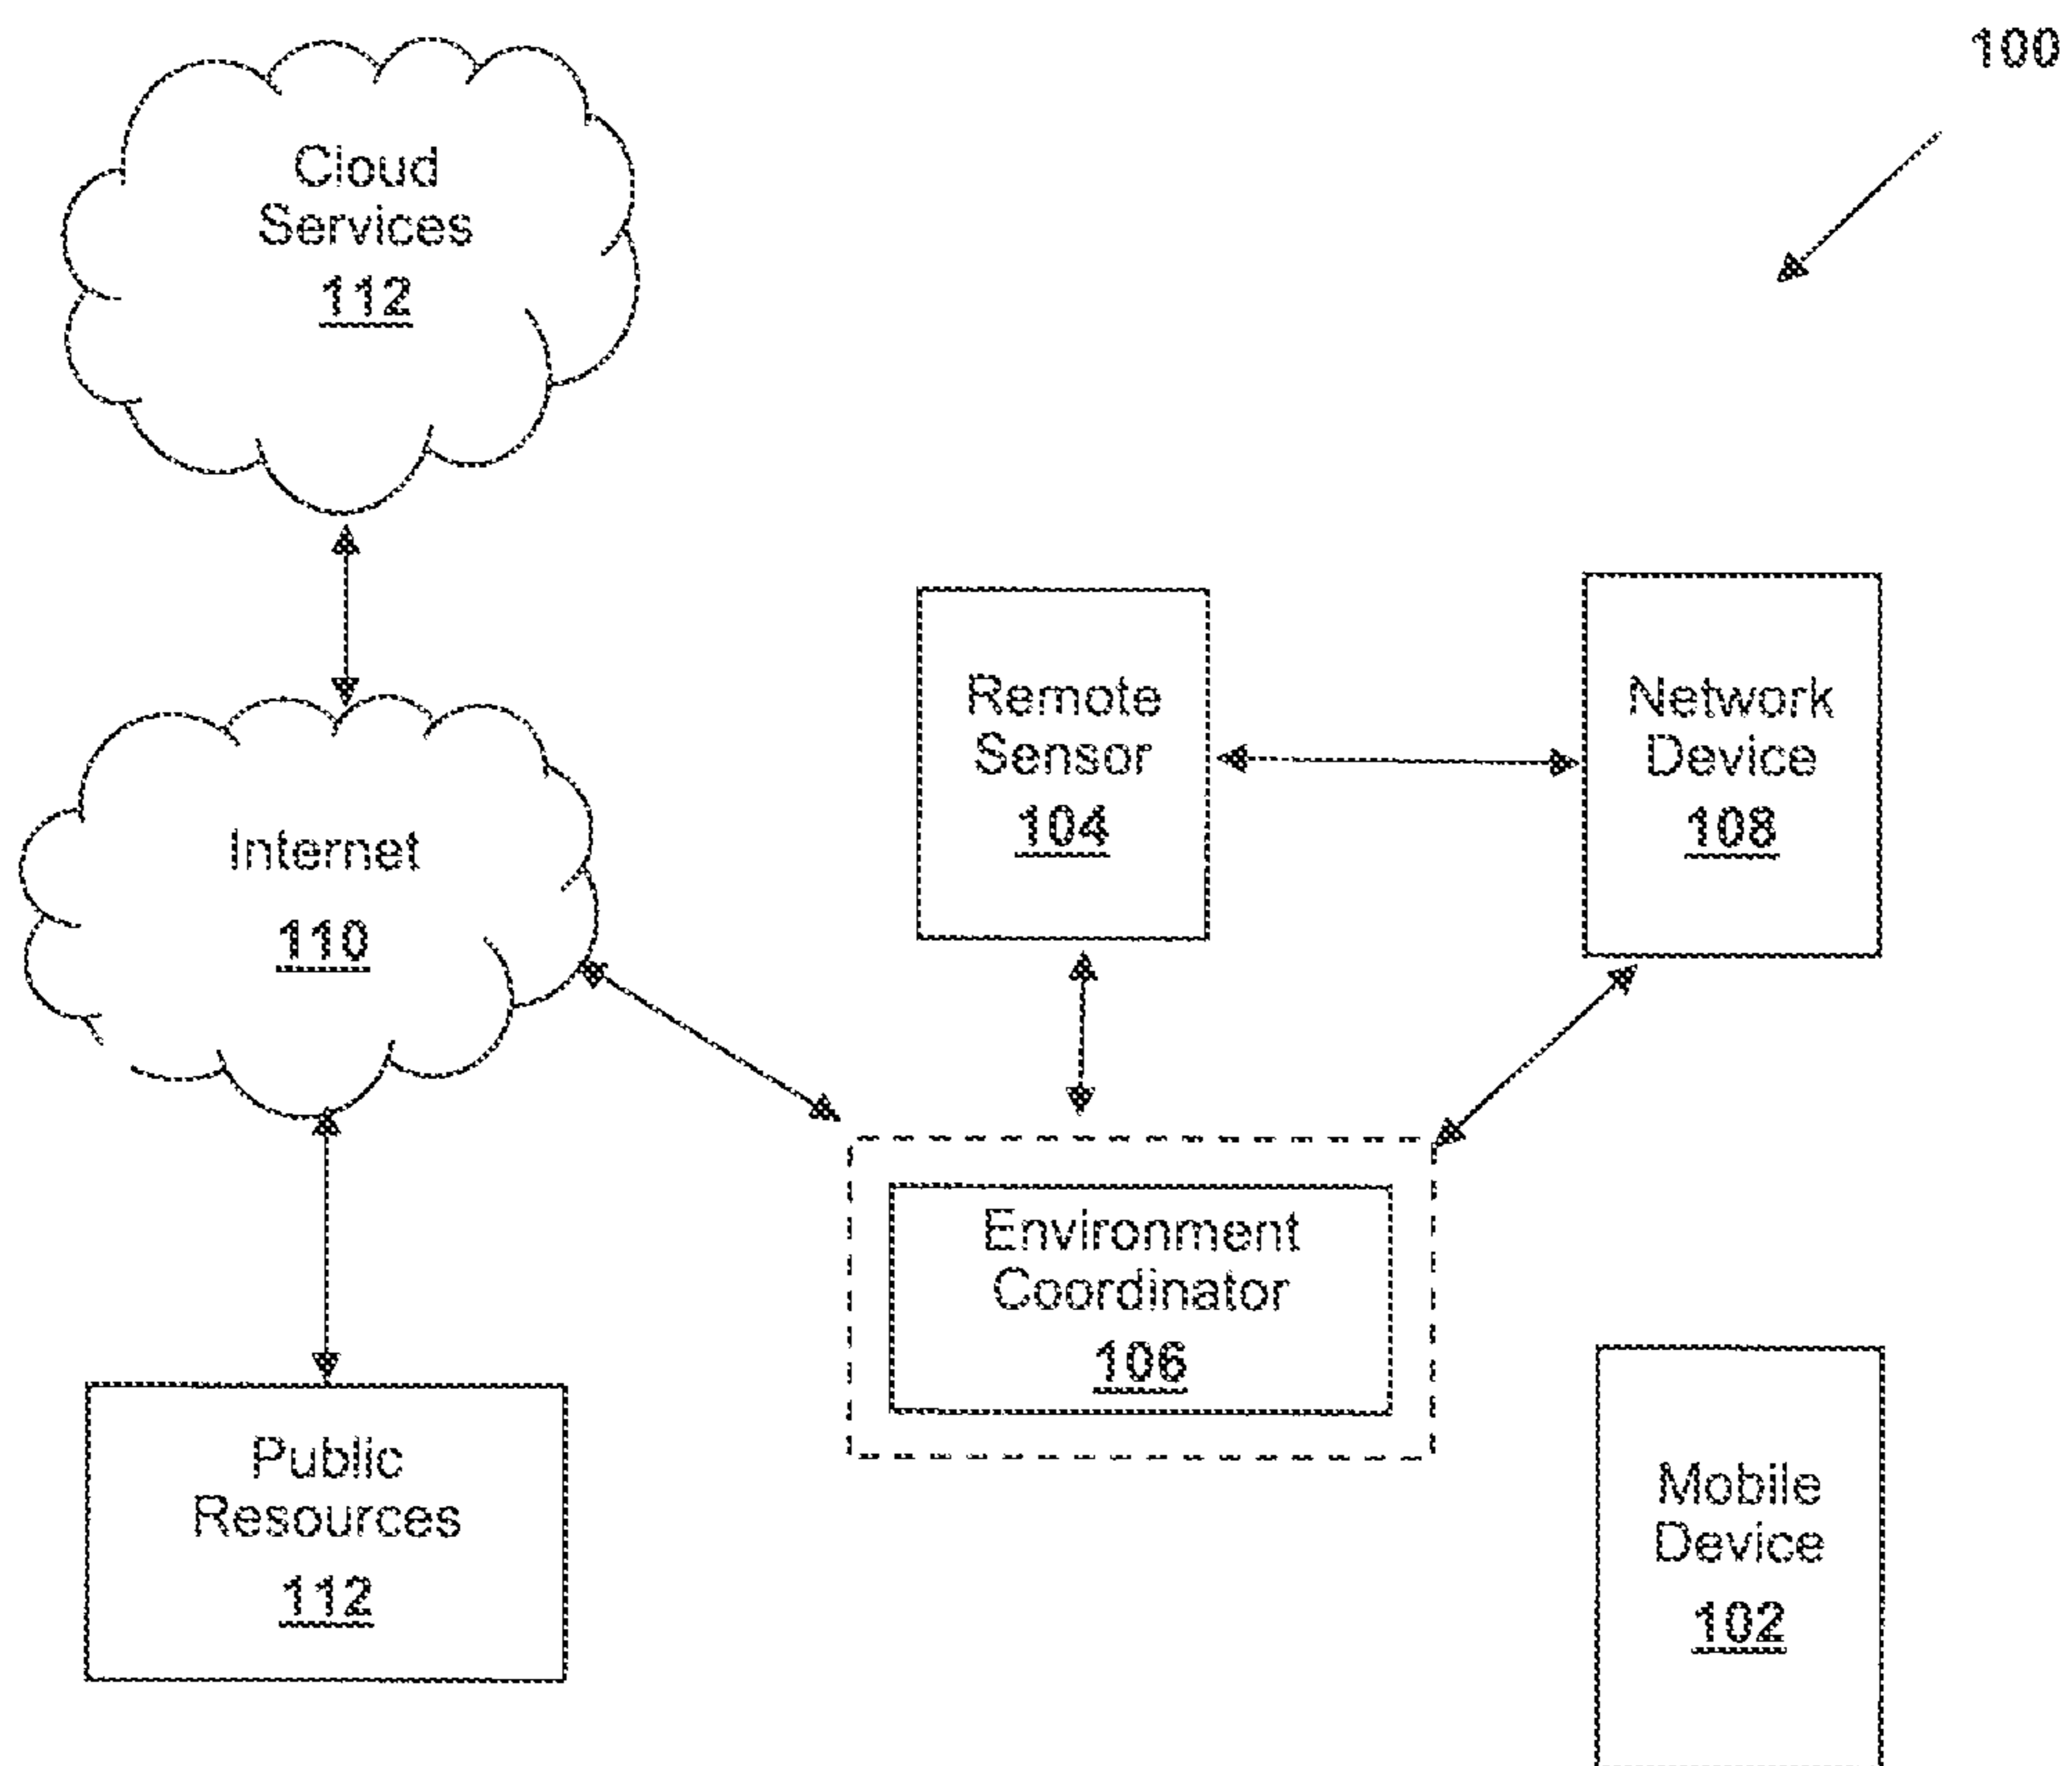 100
Cloud
Services
112
Remote
Sensor
104
Network
Device
108
Internet
110
Environment
Coordinator
106
Public
Resources
112
Mobile
Device
102